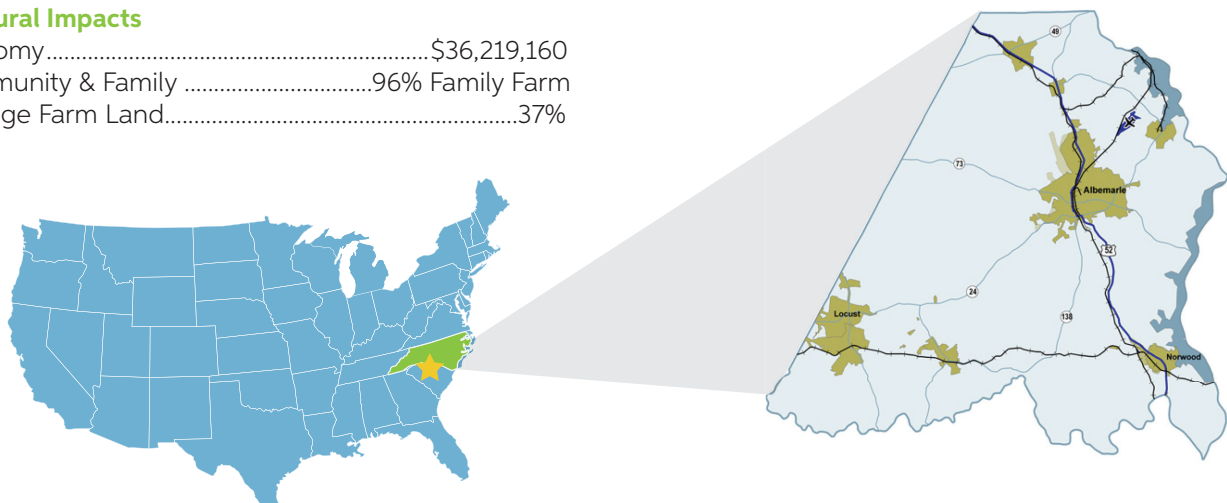 ural Impacts
omy..........................................................................$36,219,160
munity & Family ....................................96% Family Farm
ge Farm Land.....................................................................37%
49
73
Albemarle
52
24
Locust
138
Norwood